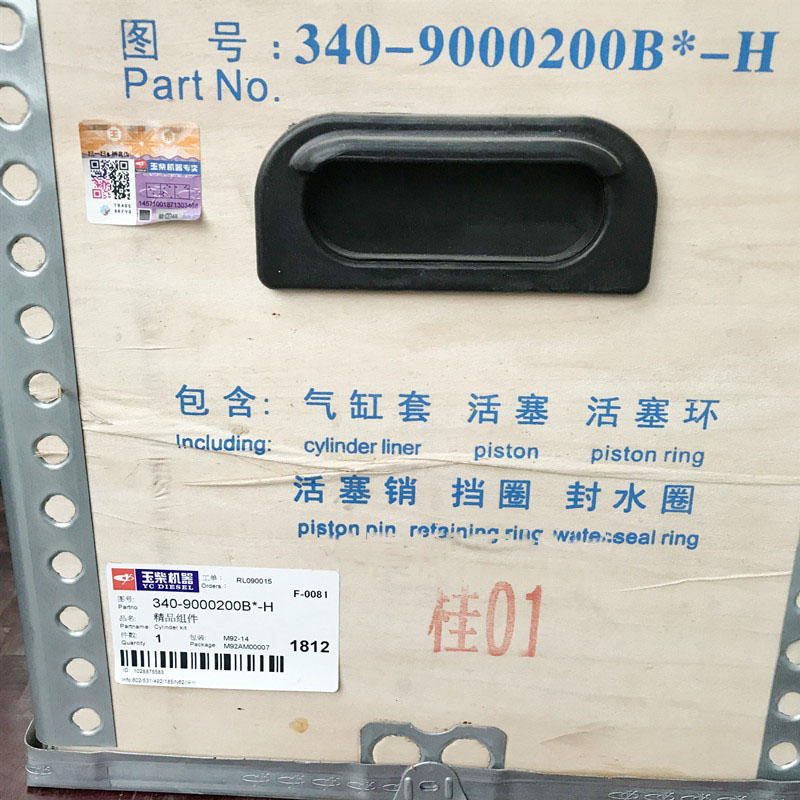 图 号：340-9000200B*-H
Part No.
玉柴机器专卖
包含： 气缸套 活塞 活塞环
Including: cylinder liner piston piston ring
活塞销 挡圈 封水圈
piston pin retaining ring water seal ring
玉柴机器
YC DIESEL
工单：
Orders : RL090015
F-0081
图号:
Partno 340-9000200B*-H
品名: 精品组件
Partname: Cylinder kit
件数: 1 包装: M92-14
Quantity Package: M92AM00007
1812
ID 1028875583
桂01